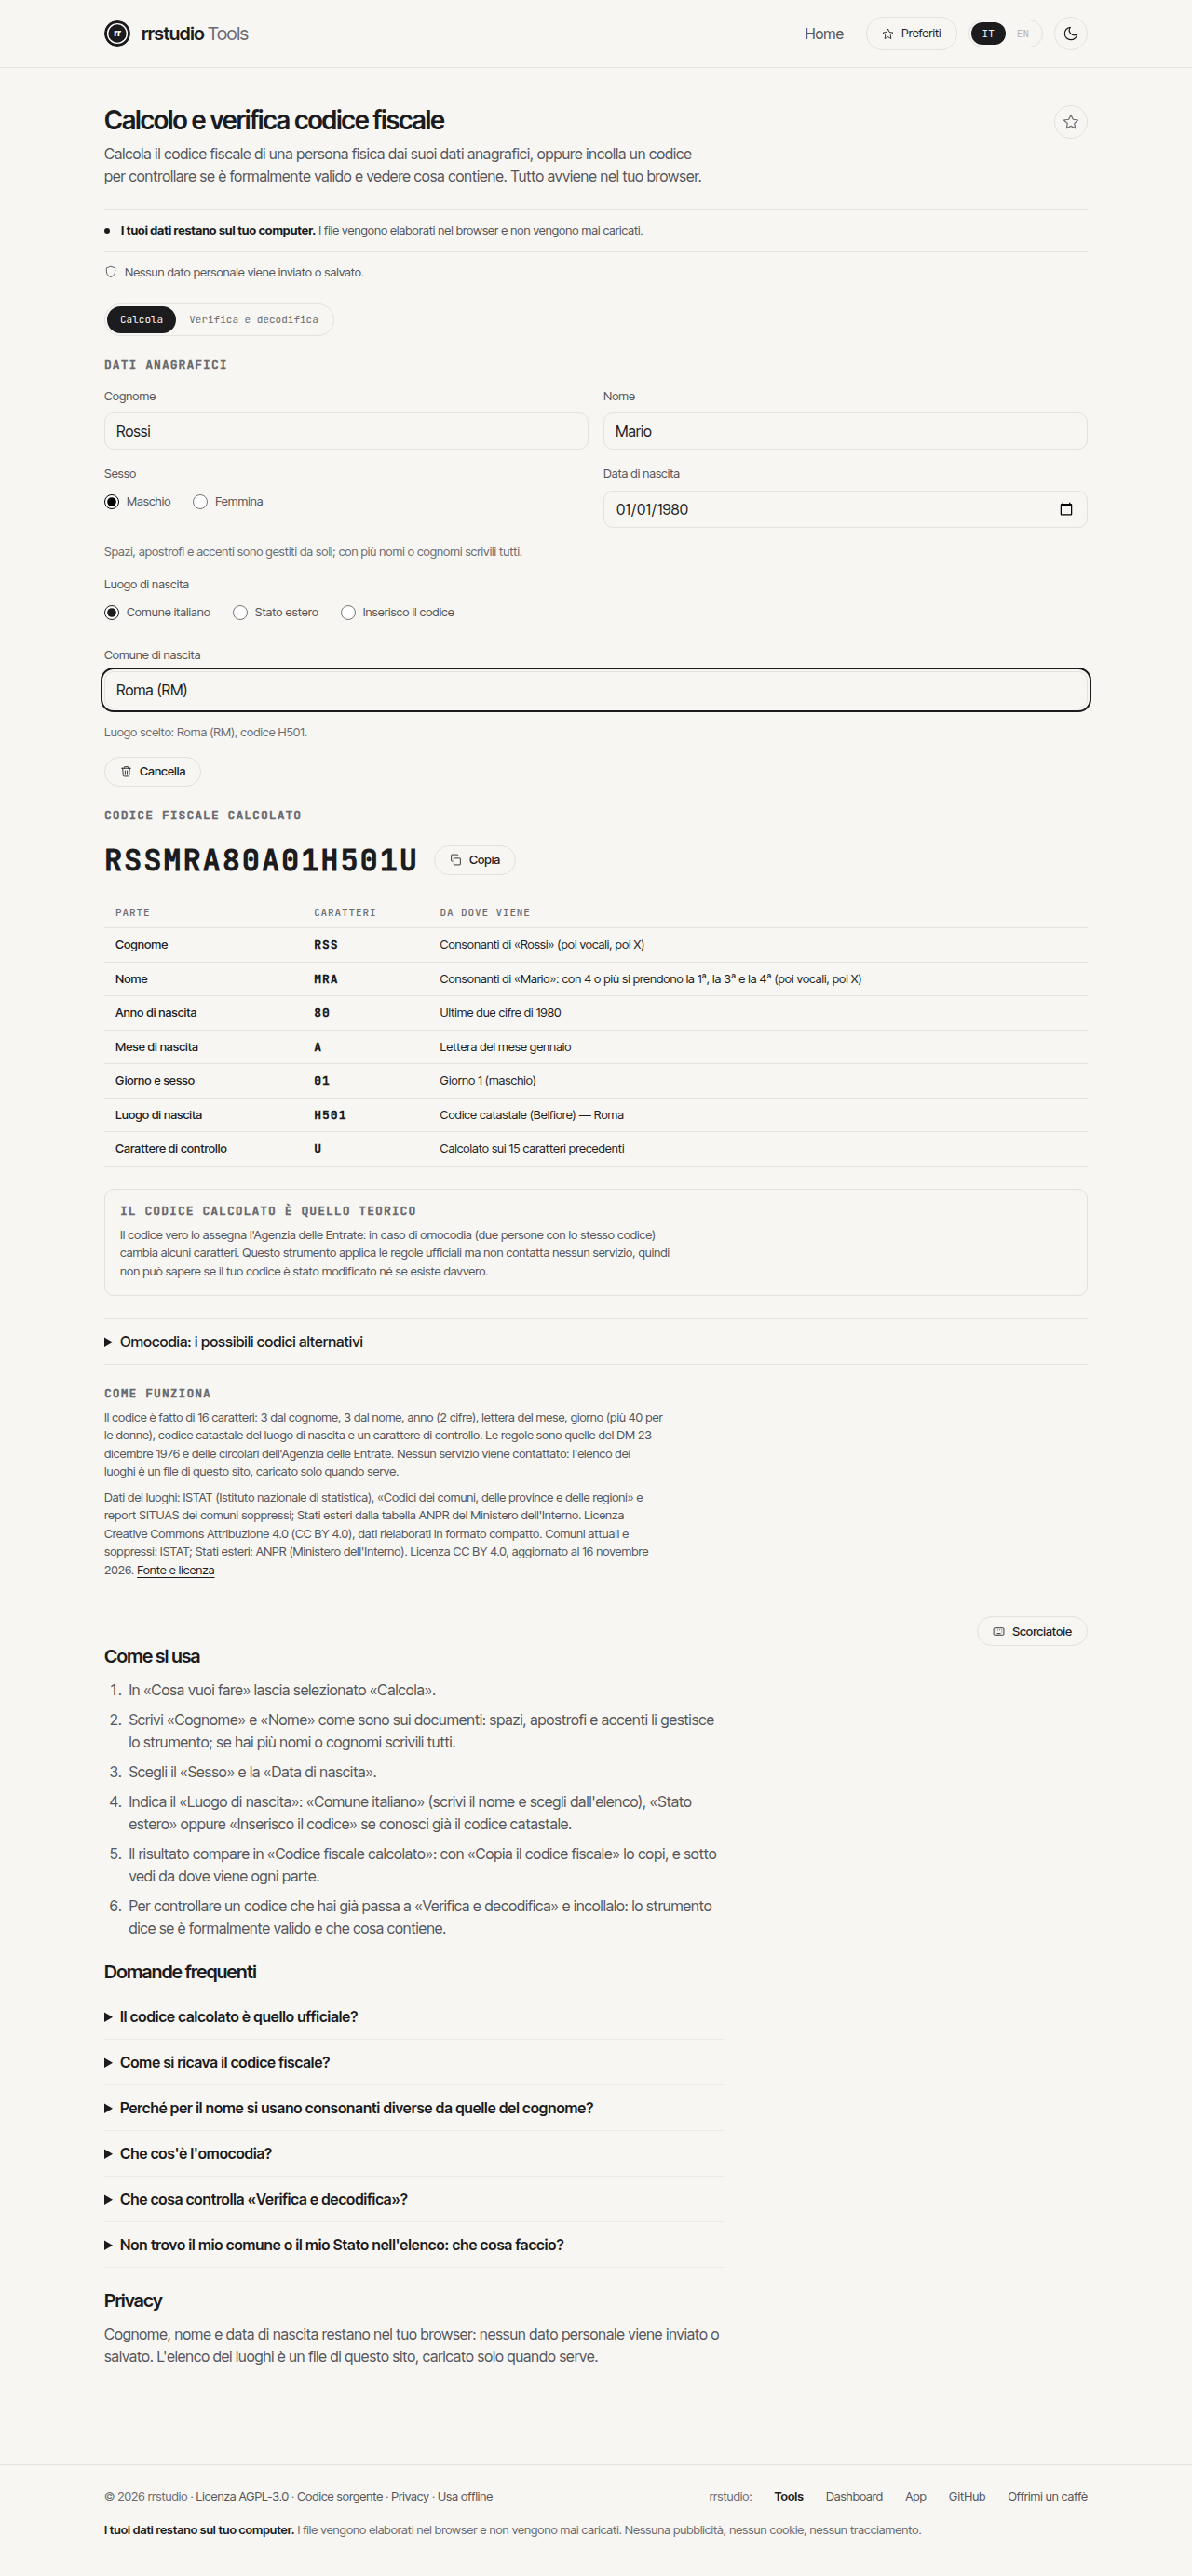 rr rrstudio Tools Home Preferiti IT EN
Calcolo e verifica codice fiscale
Calcola il codice fiscale di una persona fisica dai suoi dati anagrafici, oppure incolla un codice
per controllare se è formalmente valido e vedere cosa contiene. Tutto avviene nel tuo browser.
I tuoi dati restano sul tuo computer. I file vengono elaborati nel browser e non vengono mai caricati.
Nessun dato personale viene inviato o salvato.
Calcola Verifica e decodifica
DATI ANAGRAFICI
Cognome Nome
Rossi Mario
Sesso Data di nascita
Maschio Femmina 01/01/1980
Spazi, apostrofi e accenti sono gestiti da soli; con più nomi o cognomi scrivili tutti.
Luogo di nascita
Comune italiano Stato estero Inserisco il codice
Comune di nascita
Roma (RM)
Luogo scelto: Roma (RM), codice H501.
Cancella
CODICE FISCALE CALCOLATO
RSSMRA80A01H501U Copia
PARTE CARATTERI DA DOVE VIENE
Cognome RSS Consonanti di «Rossi» (poi vocali, poi X)
Nome MRA Consonanti di «Mario»: con 4 o più si prendono la 1ª, la 3ª e la 4ª (poi vocali, poi X)
Anno di nascita 80 Ultime due cifre di 1980
Mese di nascita A Lettera del mese gennaio
Giorno e sesso 01 Giorno 1 (maschio)
Luogo di nascita H501 Codice catastale (Belfiore) — Roma
Carattere di controllo U Calcolato sui 15 caratteri precedenti
IL CODICE CALCOLATO È QUELLO TEORICO
Il codice vero lo assegna l'Agenzia delle Entrate: in caso di omocodia (due persone con lo stesso codice)
cambia alcuni caratteri. Questo strumento applica le regole ufficiali ma non contatta nessun servizio, quindi
non può sapere se il tuo codice è stato modificato né se esiste davvero.
Omocodia: i possibili codici alternativi
COME FUNZIONA
Il codice è fatto di 16 caratteri: 3 dal cognome, 3 dal nome, anno (2 cifre), lettera del mese, giorno (più 40 per
le donne), codice catastale del luogo di nascita e un carattere di controllo. Le regole sono quelle del DM 23
dicembre 1976 e delle circolari dell'Agenzia delle Entrate. Nessun servizio viene contattato: l'elenco dei
luoghi è un file di questo sito, caricato solo quando serve.
Dati dei luoghi: ISTAT (Istituto nazionale di statistica), «Codici dei comuni, delle province e delle regioni» e
report SITUAS dei comuni soppressi; Stati esteri dalla tabella ANPR del Ministero dell'Interno. Licenza
Creative Commons Attribuzione 4.0 (CC BY 4.0), dati rielaborati in formato compatto. Comuni attuali e
soppressi: ISTAT; Stati esteri: ANPR (Ministero dell'Interno). Licenza CC BY 4.0, aggiornato al 16 novembre
2026. Fonte e licenza
Scorciatoie
Come si usa
1. In «Cosa vuoi fare» lascia selezionato «Calcola».
2. Scrivi «Cognome» e «Nome» come sono sui documenti: spazi, apostrofi e accenti li gestisce
lo strumento; se hai più nomi o cognomi scrivili tutti.
3. Scegli il «Sesso» e la «Data di nascita».
4. Indica il «Luogo di nascita»: «Comune italiano» (scrivi il nome e scegli dall'elenco), «Stato
estero» oppure «Inserisco il codice» se conosci già il codice catastale.
5. Il risultato compare in «Codice fiscale calcolato»: con «Copia il codice fiscale» lo copi, e sotto
vedi da dove viene ogni parte.
6. Per controllare un codice che hai già passa a «Verifica e decodifica» e incollalo: lo strumento
dice se è formalmente valido e che cosa contiene.
Domande frequenti
Il codice calcolato è quello ufficiale?
Come si ricava il codice fiscale?
Perché per il nome si usano consonanti diverse da quelle del cognome?
Che cos'è l'omocodia?
Che cosa controlla «Verifica e decodifica»?
Non trovo il mio comune o il mio Stato nell'elenco: che cosa faccio?
Privacy
Cognome, nome e data di nascita restano nel tuo browser: nessun dato personale viene inviato o
salvato. L'elenco dei luoghi è un file di questo sito, caricato solo quando serve.
© 2026 rrstudio · Licenza AGPL-3.0 · Codice sorgente · Privacy · Usa offline rrstudio: Tools Dashboard App GitHub Offrimi un caffè
I tuoi dati restano sul tuo computer. I file vengono elaborati nel browser e non vengono mai caricati. Nessuna pubblicità, nessun cookie, nessun tracciamento.